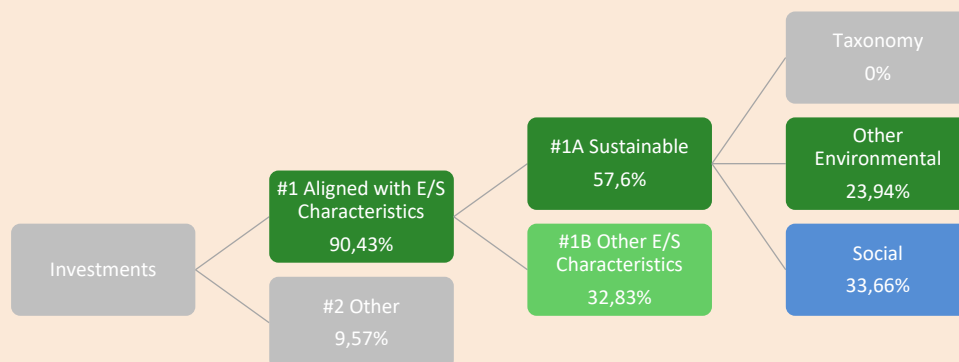 Investments
#1 Aligned with E/S
Characteristics
90,43%
#2 Other
9,57%
#1A Sustainable
57,6%
#1B Other E/S
Characteristics
32,83%
Taxonomy
0%
Other
Environmental
23,94%
Social
33,66%